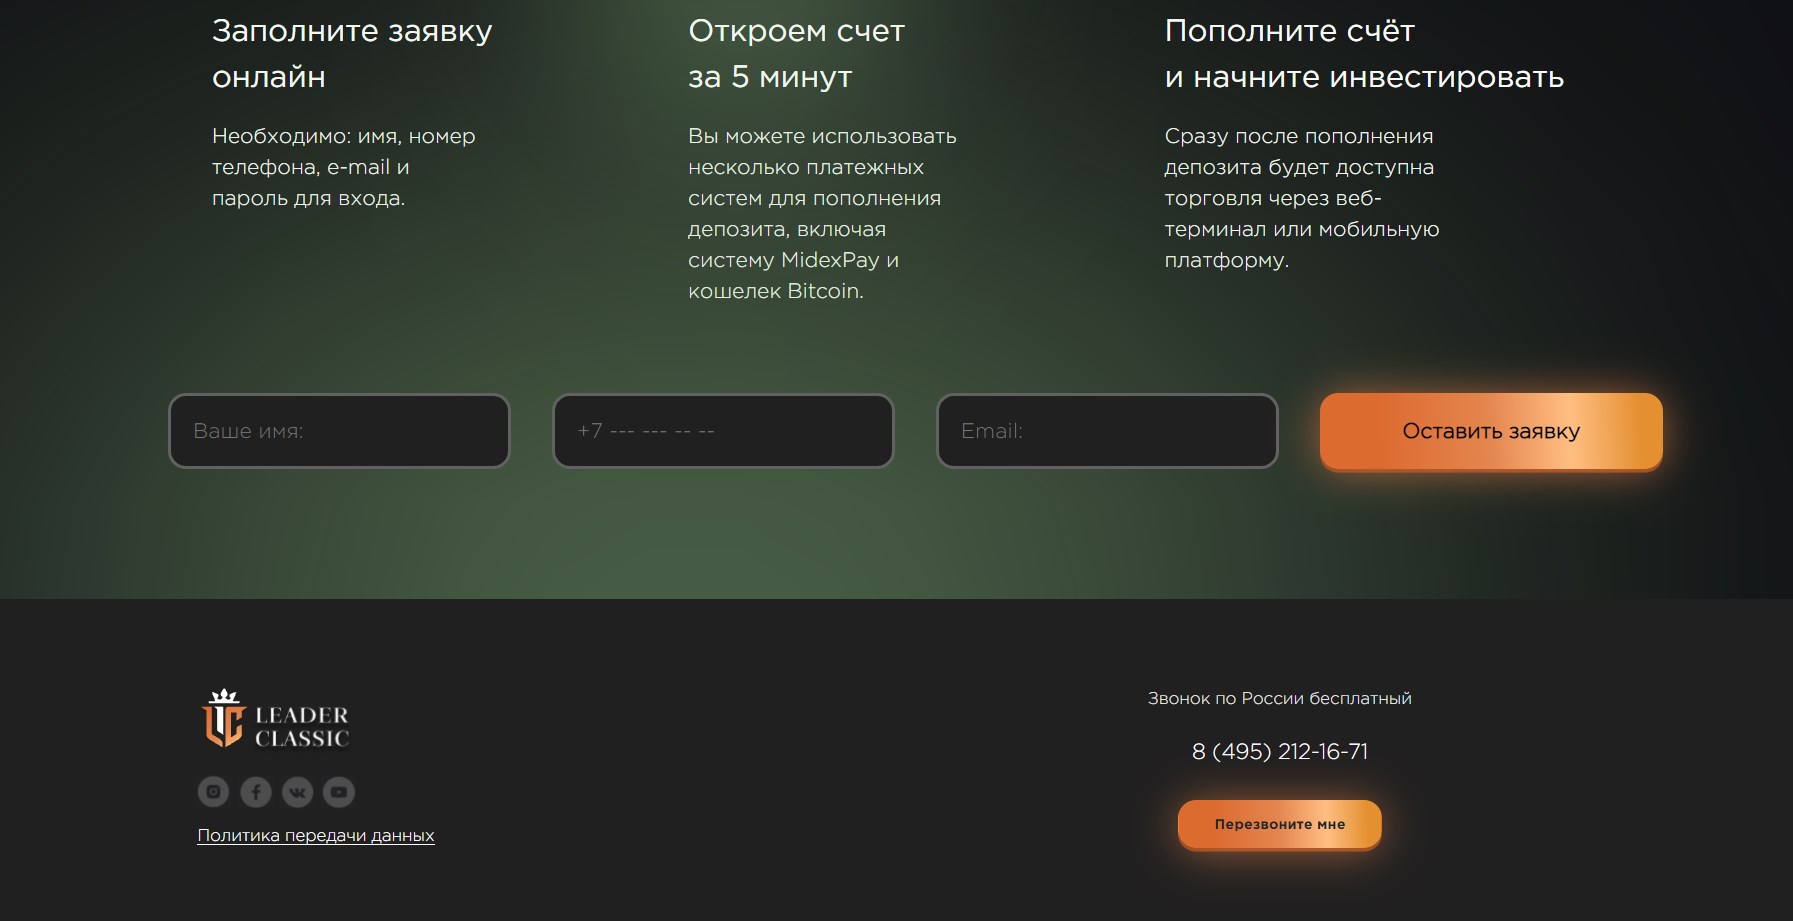 Заполните заявку
онлайн
Необходимо: имя, номер
телефона, e-mail и
пароль для входа.
Откроем счет
за 5 минут
Вы можете использовать
несколько платежных
систем для пополнения
депозита, включая
систему MidexPay и
кошелек Bitcoin.
Пополните счёт
и начните инвестировать
Сразу после пополнения
депозита будет доступна
торговля через веб-
терминал или мобильную
платформу.
Ваше имя:
+7 --- --- -- --
Email:
Оставить заявку
LEADER
CLASSIC
Политика передачи данных
Звонок по России бесплатный
8 (495) 212-16-71
Перезвоните мне